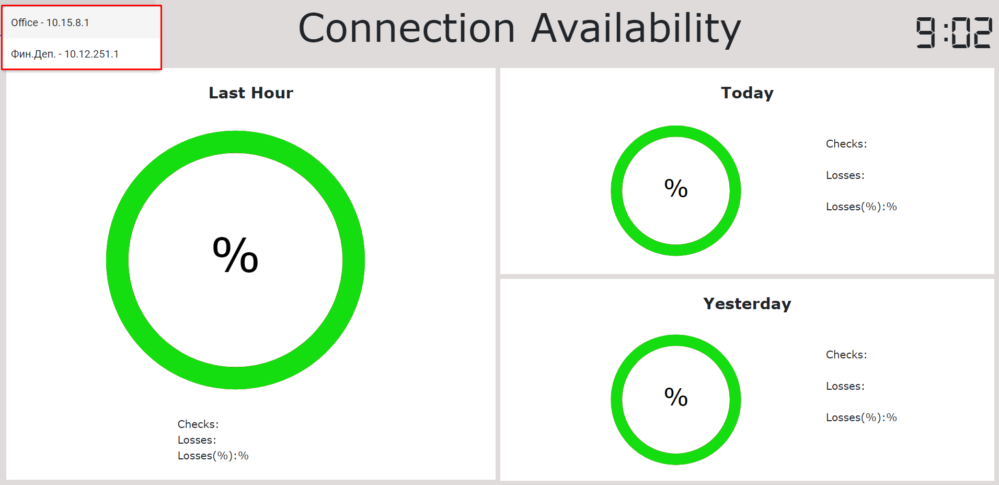 Office - 10.15.8.1
Фин.Деп. - 10.12.251.1
Connection Availability
9:02
Last Hour
%
Checks:
Losses:
Losses(%):%
Today
%
Checks:
Losses:
Losses(%):%
Yesterday
%
Checks:
Losses:
Losses(%):%